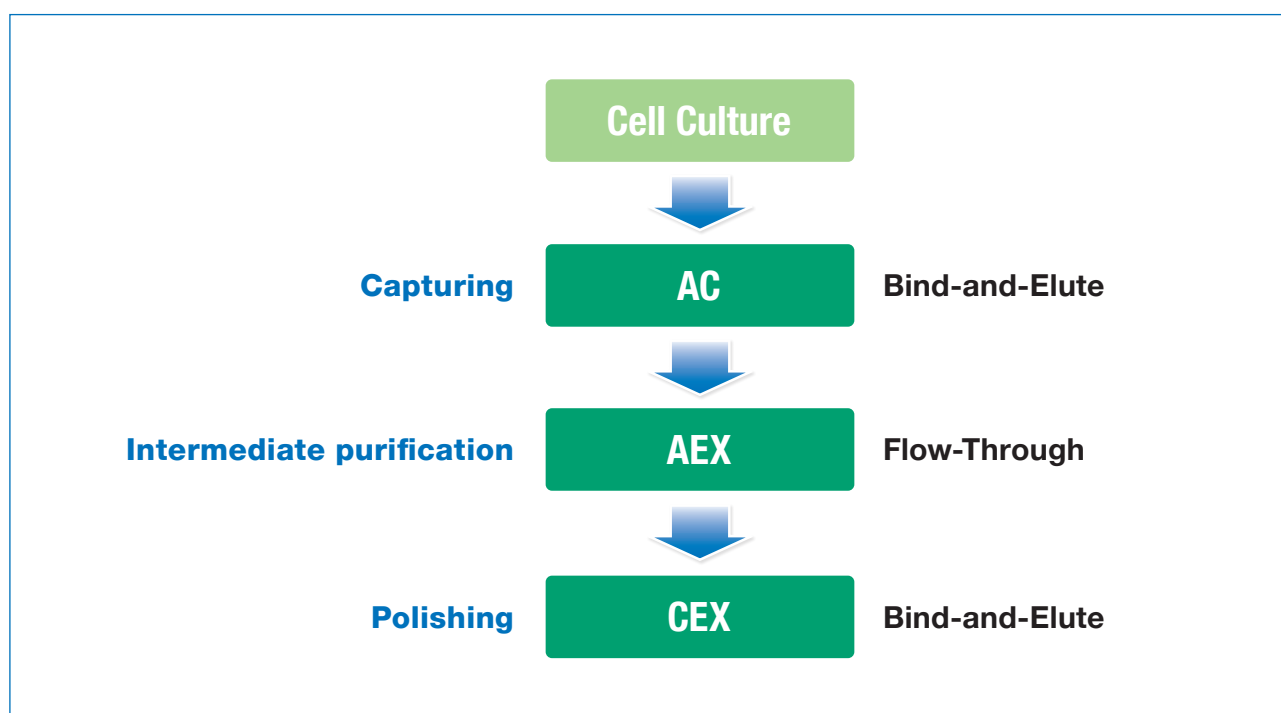 Cell Culture
Capturing AC Bind-and-Elute
Intermediate purification AEX Flow-Through
Polishing CEX Bind-and-Elute